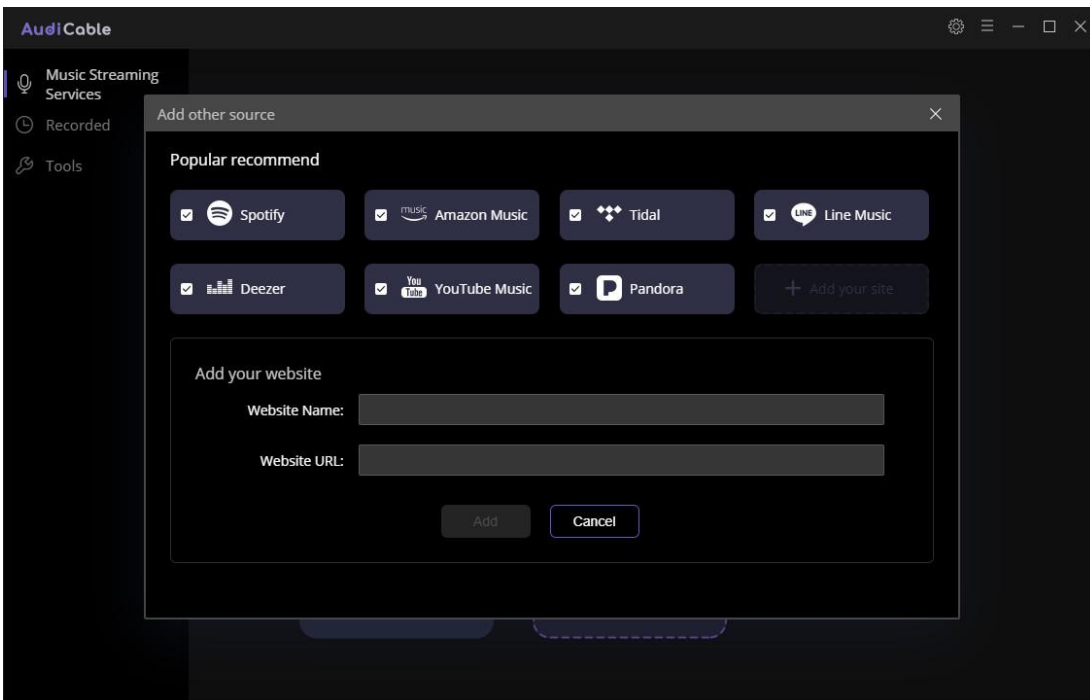 AudiCable
Music Streaming
Services
Recorded
Tools
Add other source
Popular recommend
Spotify
music
Amazon Music
Tidal
LINE
Line Music
Deezer
You
Tube
YouTube Music
Pandora
+ Add your site
Add your website
Website Name:
Website URL:
Add
Cancel